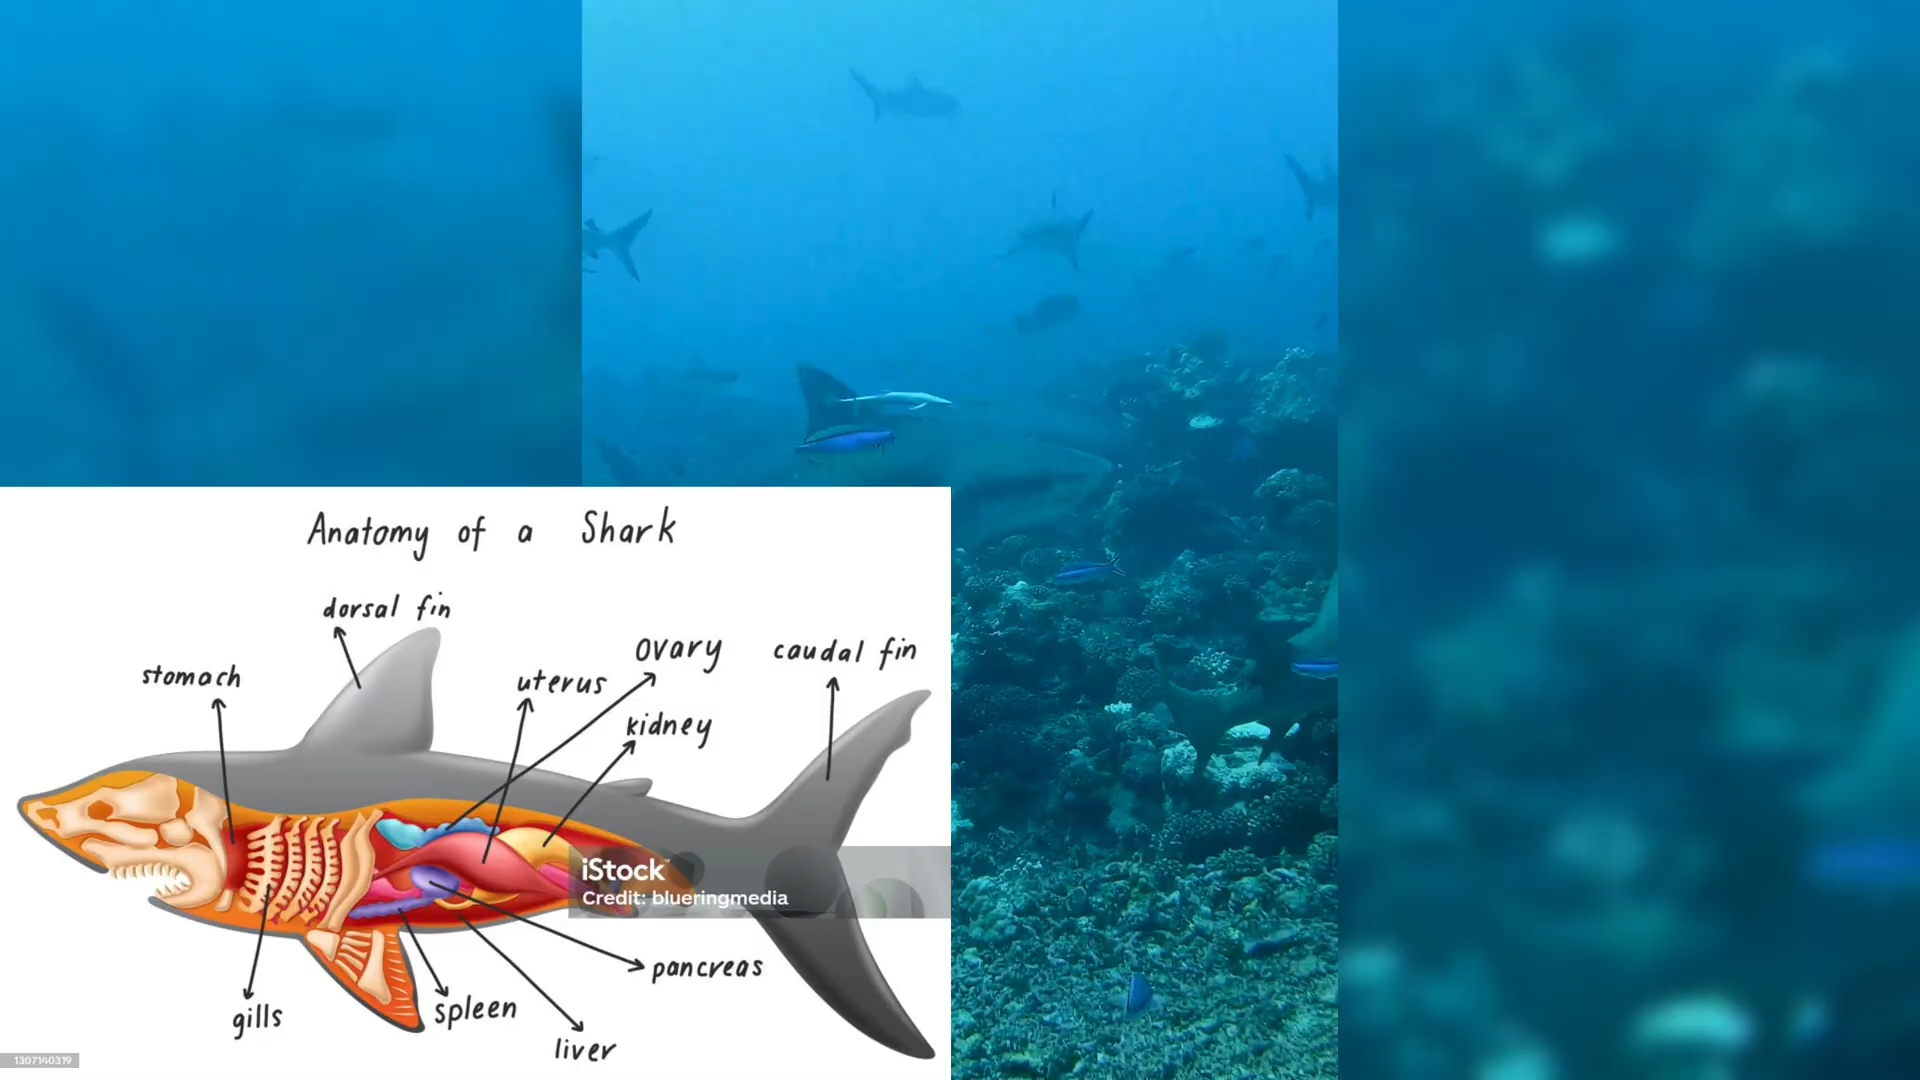 Anatomy of a Shark
dorsal fin
stomach
uterus
Ovary
caudal fin
kidney
iStock
Credit: blueringmedia
pancreas
gills
spleen
liver
1307140319